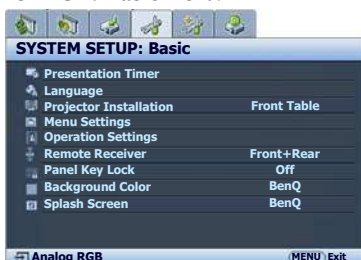 SYSTEM SETUP: Basic
Presentation Timer
Language
Projector Installation Front Table
Menu Settings
Operation Settings
Remote Receiver Front+Rear
Panel Key Lock Off
Background Color BenQ
Splash Screen BenQ
Analog RGB MENU Exit